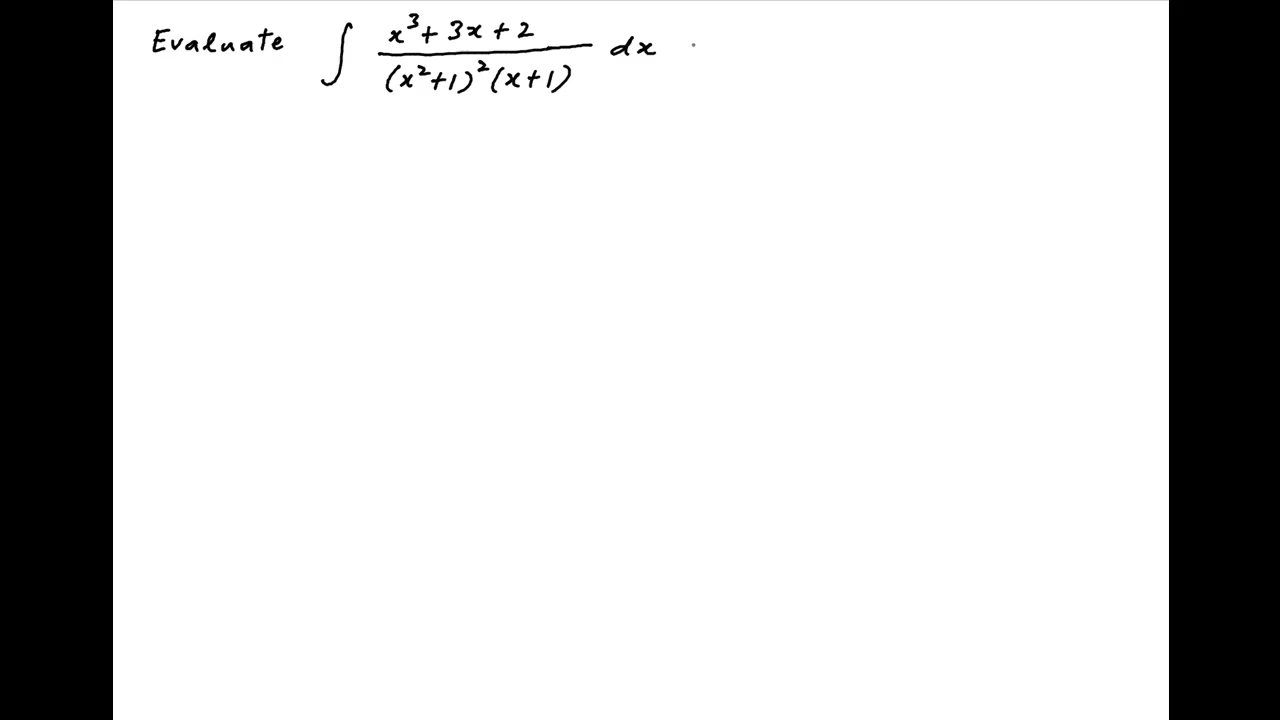 Evaluate ∫ (x³ + 3x + 2) / ((x²+1)²(x+1)) dx